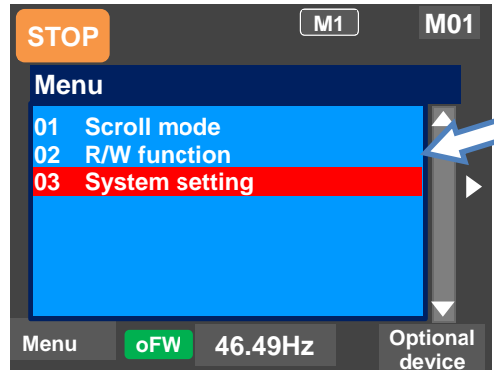 STOP
M1
M01
Menu
01 Scroll mode
02 R/W function
03 System setting
Menu
oFW
46.49Hz
Optional
device